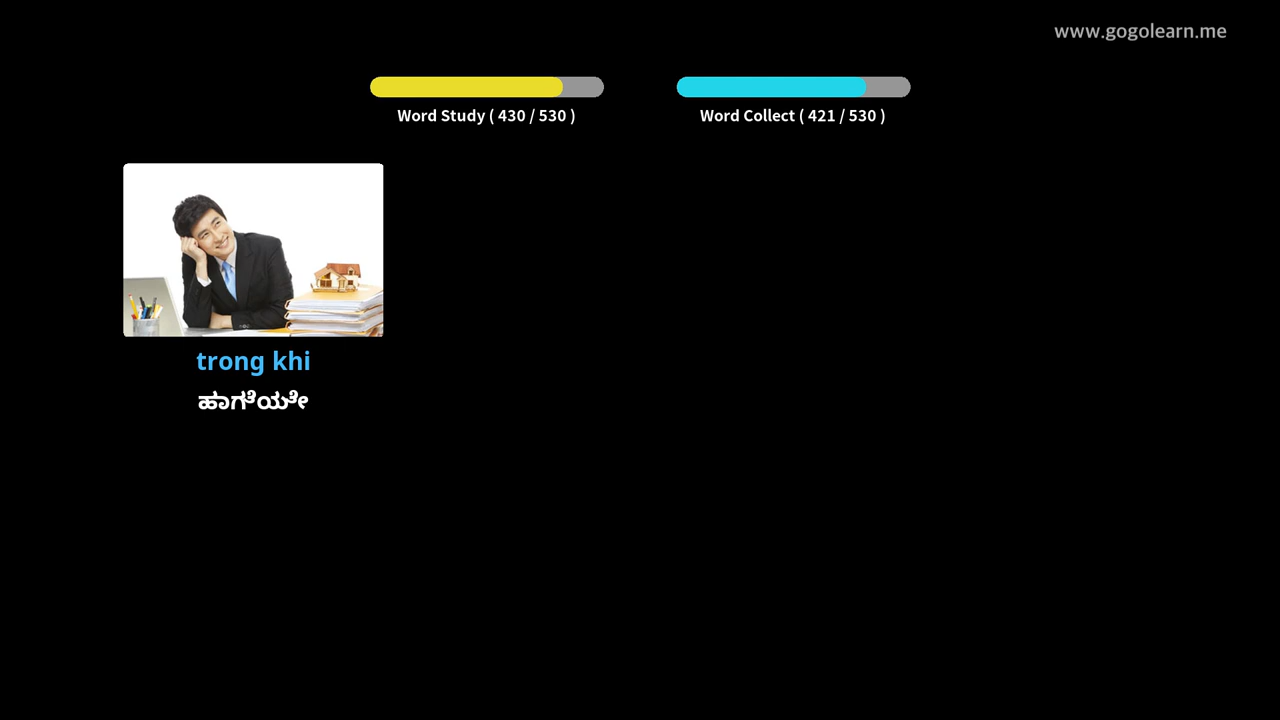 www.gogolearn.me
Word Study ( 430 / 530 )
Word Collect ( 421 / 530 )
trong khi
ಹಾಗೆಯೇ